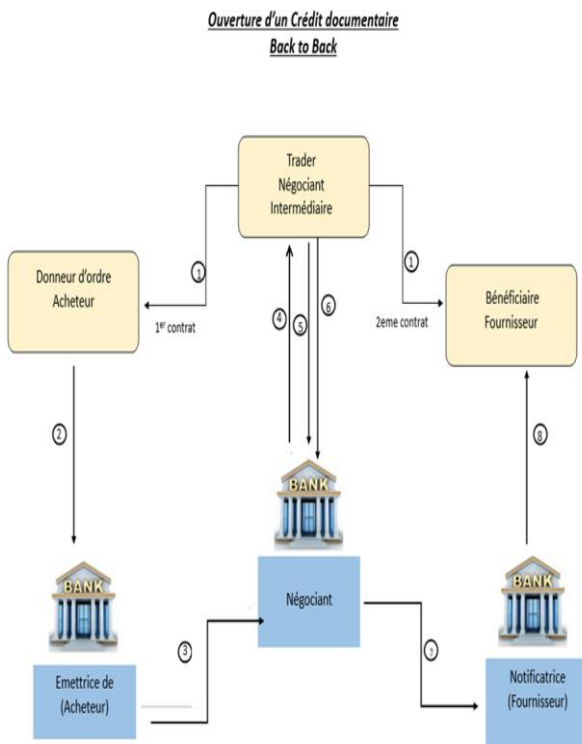 Ouverture d'un Crédit documentaire
Back to Back
Trader
Négociant
Intermédiaire
Donneur d'ordre
Acheteur
1
1er contrat
1
2eme contrat
Bénéficiaire
Fournisseur
4
5
6
2
8
BANK
BANK
BANK
Négociant
3
7
Emettrice de
(Acheteur)
Notificatrice
(Fournisseur)